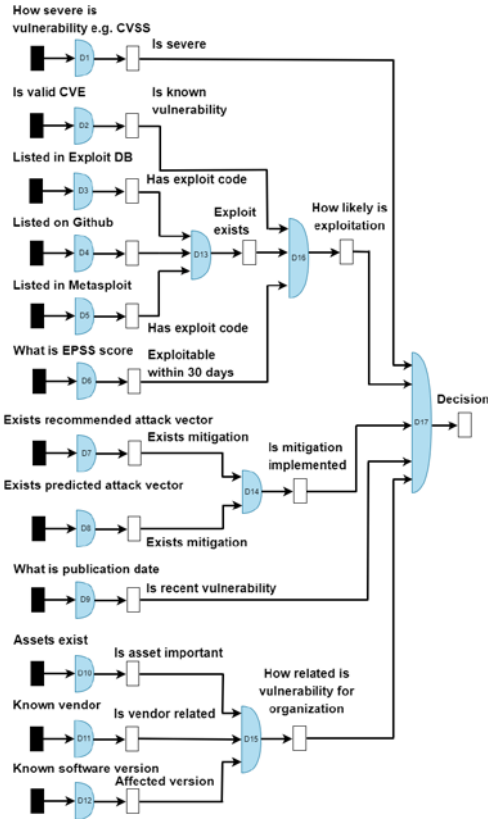 How severe is
vulnerability e.g. CVSS
Is severe
D1
Is valid CVE
Is known
vulnerability
D2
Listed in Exploit DB
Has exploit code
D3
Listed on Github
Exploit
exists
How likely is
exploitation
D4
D13
D16
Listed in Metasploit
D5
Has exploit code
What is EPSS score
Exploitable
within 30 days
D6
Decision
D17
Exists recommended attack vector
Exists mitigation
D7
Is mitigation
implemented
Exists predicted attack vector
D14
D8
Exists mitigation
What is publication date
Is recent vulnerability
D9
Assets exist
Is asset important
D10
How related is
vulnerability for
organization
Known vendor
Is vendor related
D11
D15
Known software version
Affected version
D12